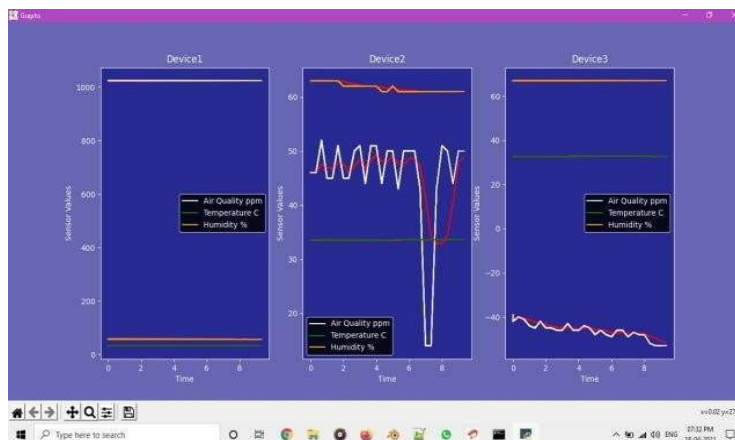 Graphs
Device1
1000
800
600
400
200
0
Sensor Values
Air Quality ppm
Temperature C
Humidity %
0 2 4 6 8
Time
Device2
60
50
40
30
20
Sensor Values
Air Quality ppm
Temperature C
Humidity %
0 2 4 6 8
Time
Device3
60
40
20
0
−20
−40
Sensor Values
Air Quality ppm
Temperature C
Humidity %
0 2 4 6 8
Time
Type here to search
ENG
07:32 PM